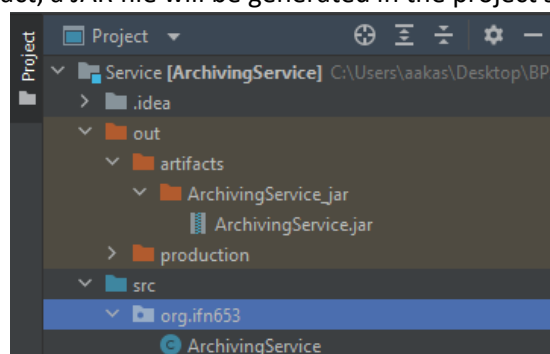 act, a JAR file will be generated in the project s
Project
Project
Service [ArchivingService] C:\Users\aakas\Desktop\BP
.idea
out
artifacts
ArchivingService_jar
ArchivingService.jar
production
src
org.ifn653
C ArchivingService